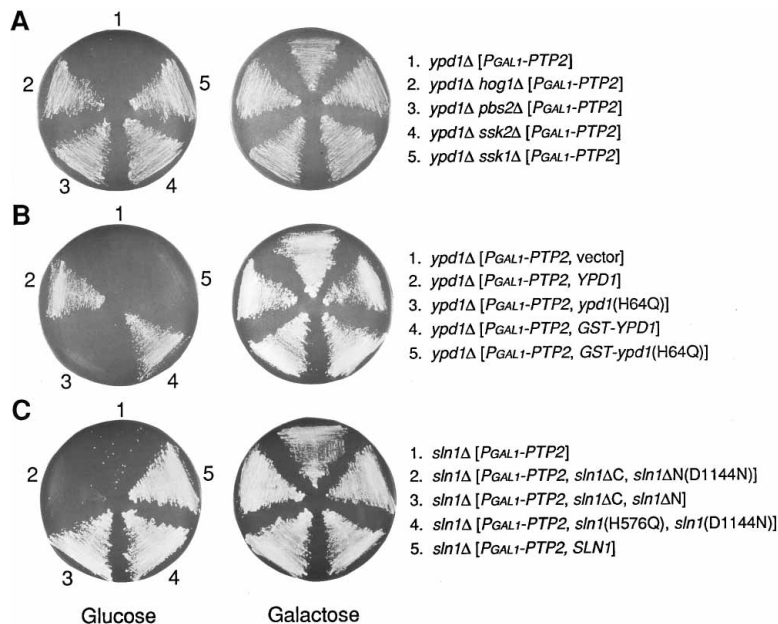 A
1
2
5
3
4
1. ypd1Δ [PGAL1-PTP2]
2. ypd1Δ hog1Δ [PGAL1-PTP2]
3. ypd1Δ pbs2Δ [PGAL1-PTP2]
4. ypd1Δ ssk2Δ [PGAL1-PTP2]
5. ypd1Δ ssk1Δ [PGAL1-PTP2]
B
1
2
5
3
4
1. ypd1Δ [PGAL1-PTP2, vector]
2. ypd1Δ [PGAL1-PTP2, YPD1]
3. ypd1Δ [PGAL1-PTP2, ypd1(H64Q)]
4. ypd1Δ [PGAL1-PTP2, GST-YPD1]
5. ypd1Δ [PGAL1-PTP2, GST-ypd1(H64Q)]
C
1
2
5
3
4
1. sln1Δ [PGAL1-PTP2]
2. sln1Δ [PGAL1-PTP2, sln1ΔC, sln1ΔN(D1144N)]
3. sln1Δ [PGAL1-PTP2, sln1ΔC, sln1ΔN]
4. sln1Δ [PGAL1-PTP2, sln1(H576Q), sln1(D1144N)]
5. sln1Δ [PGAL1-PTP2, SLN1]
Glucose
Galactose